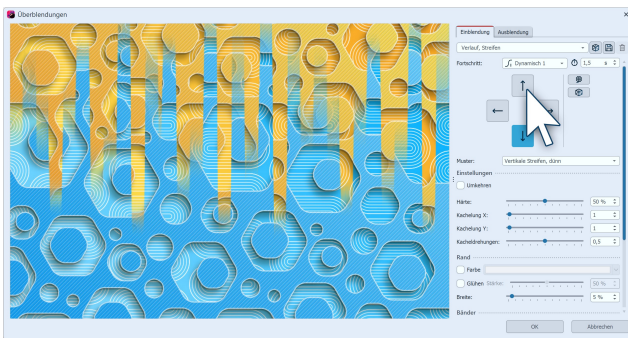 Überblendungen
Einblendung Ausblendung
Verlauf, Streifen
Fortschritt: Dynamisch 1 1,5 s
Muster: Vertikale Streifen, dünn
Einstellungen
Umkehren
Härte: 50 %
Kachelung X: 1
Kachelung Y: 1
Kacheldrehungen: 0,5
Rand
Farbe
Glühen Stärke: 50 %
Breite: 5 %
Bänder
OK Abbrechen